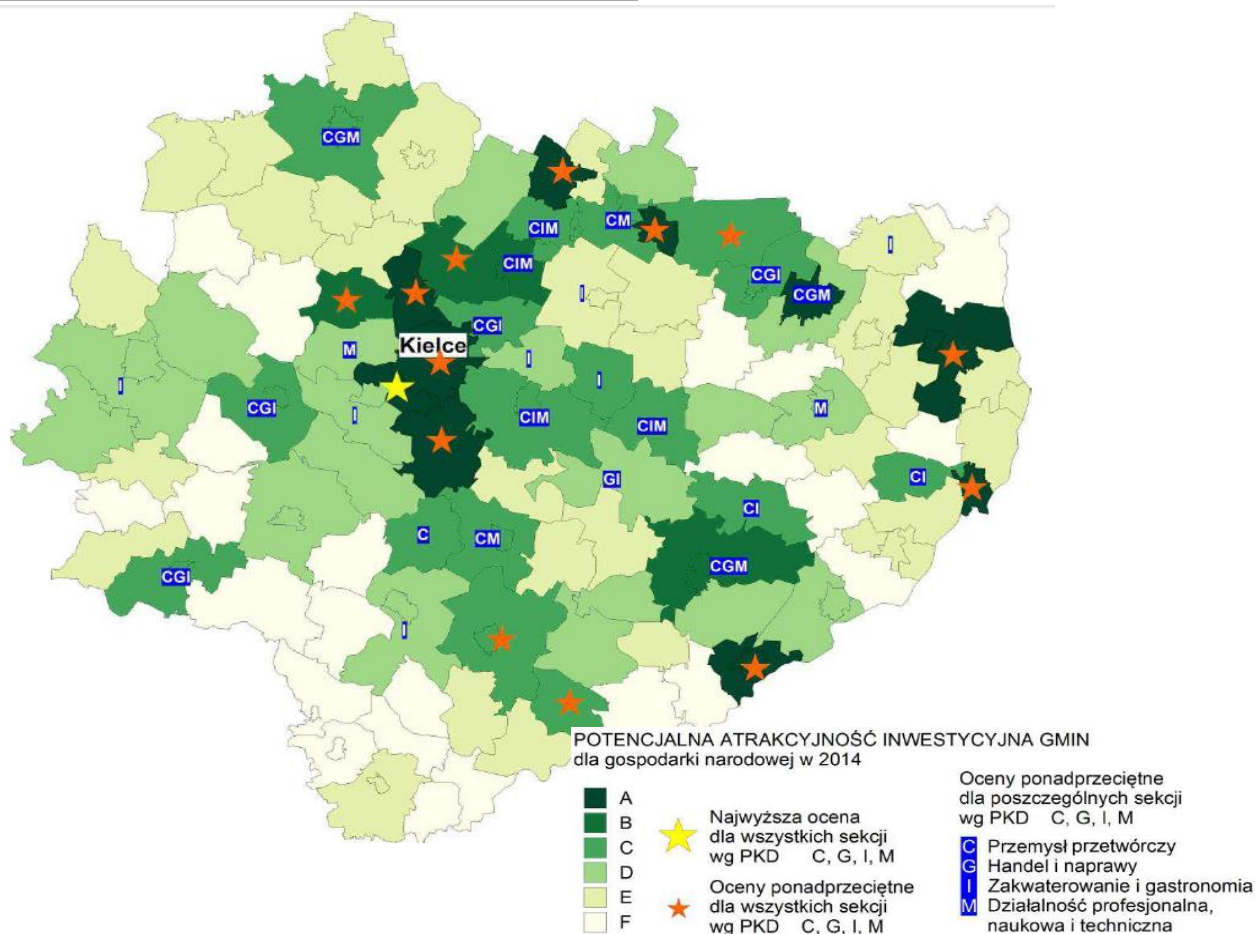 CGM
CIM
CM
CIM
I
I
CGI
CGM
CGI
Kielce
M
I
I
I
CGI
I
CIM
CIM
M
GI
CI
CI
C
CM
CGM
CGI
I
POTENCJALNA ATRAKCYJNOŚĆ INWESTYCYJNA GMIN
dla gospodarki narodowej w 2014
A
B
C
D
E
F
Najwyższa ocena
dla wszystkich sekcji
wg PKD C, G, I, M
Oceny ponadprzeciętne
dla wszystkich sekcji
wg PKD C, G, I, M
Oceny ponadprzeciętne
dla poszczególnych sekcji
wg PKD C, G, I, M
C Przemysł przetwórczy
G Handel i naprawy
I Zakwaterowanie i gastronomia
M Działalność profesjonalna,
naukowa i techniczna